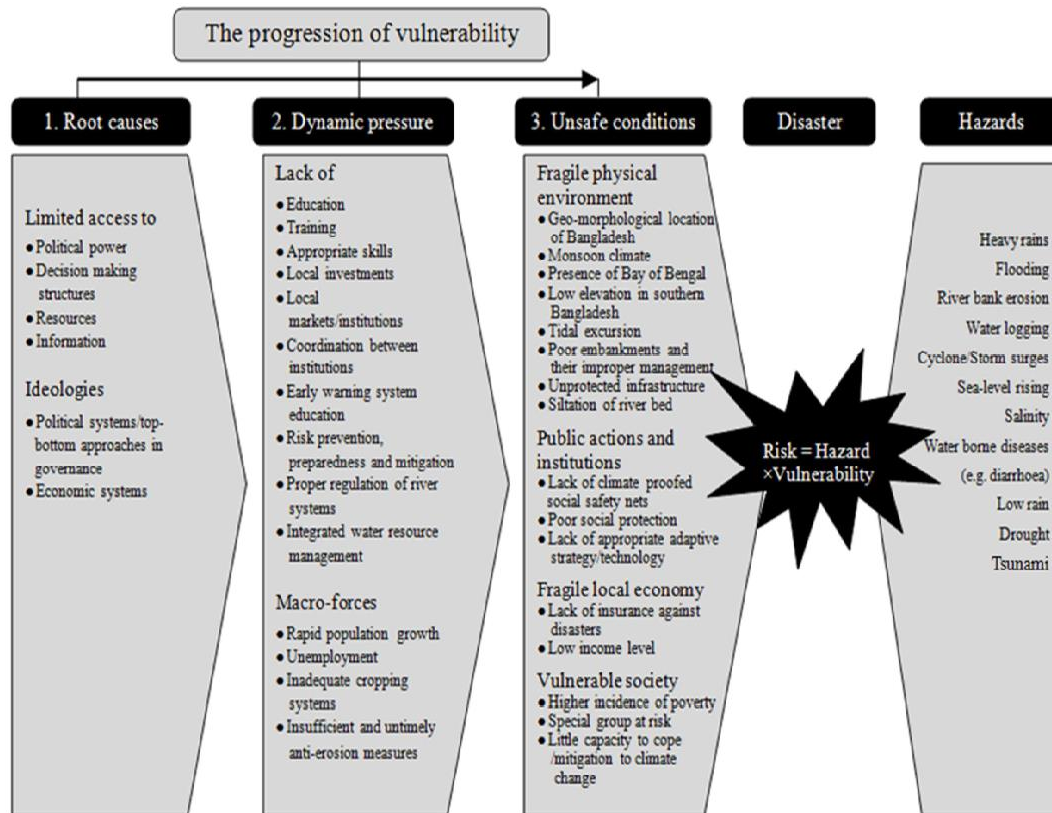 The progression of vulnerability
1. Root causes
Limited access to
● Political power
● Decision making
structures
● Resources
● Information
Ideologies
● Political systems/top-
bottom approaches in
governance
● Economic systems
2. Dynamic pressure
Lack of
● Education
● Training
● Appropriate skills
● Local investments
● Local
markets/institutions
● Coordination between
institutions
● Early warning system
education
● Risk prevention,
preparedness and mitigation
● Proper regulation of river
systems
● Integrated water resource
management
Macro-forces
● Rapid population growth
● Unemployment
● Inadequate cropping
systems
● Insufficient and untimely
anti-erosion measures
3. Unsafe conditions
Fragile physical
environment
● Geo-morphological location
of Bangladesh
● Monsoon climate
● Presence of Bay of Bengal
● Low elevation in southern
Bangladesh
● Tidal excursion
● Poor embankments and
their improper management
● Unprotected infrastructure
● Siltation of river bed
Public actions and
institutions
● Lack of climate proofed
social safety nets
● Poor social protection
● Lack of appropriate adaptive
strategy/technology
Fragile local economy
● Lack of insurance against
disasters
● Low income level
Vulnerable society
● Higher incidence of poverty
● Special group at risk
● Little capacity to cope
/mitigation to climate
change
Disaster
Risk = Hazard
×Vulnerability
Hazards
Heavy rains
Flooding
River bank erosion
Water logging
Cyclone/Storm surges
Sea-level rising
Salinity
Water borne diseases
(e.g. diarrhoea)
Low rain
Drought
Tsunami